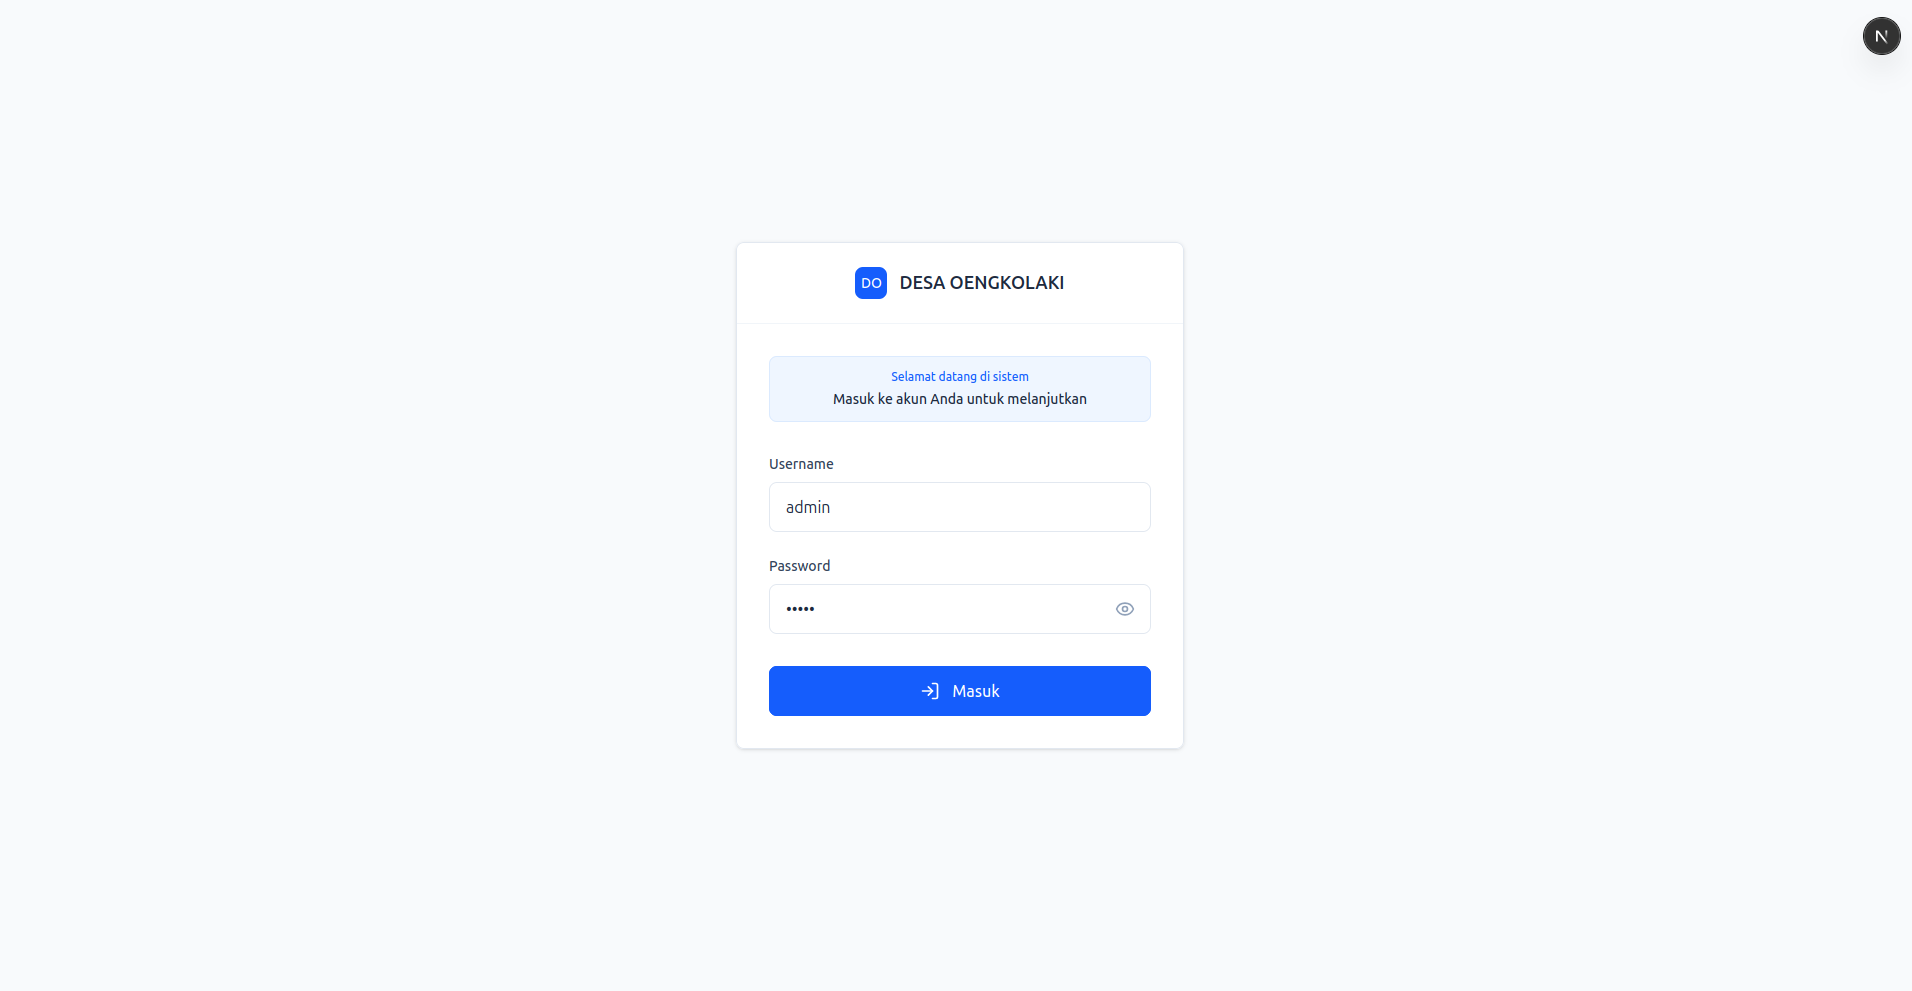 N
DO DESA OENGKOLAKI
Selamat datang di sistem
Masuk ke akun Anda untuk melanjutkan
Username
admin
Password
•••••
Masuk